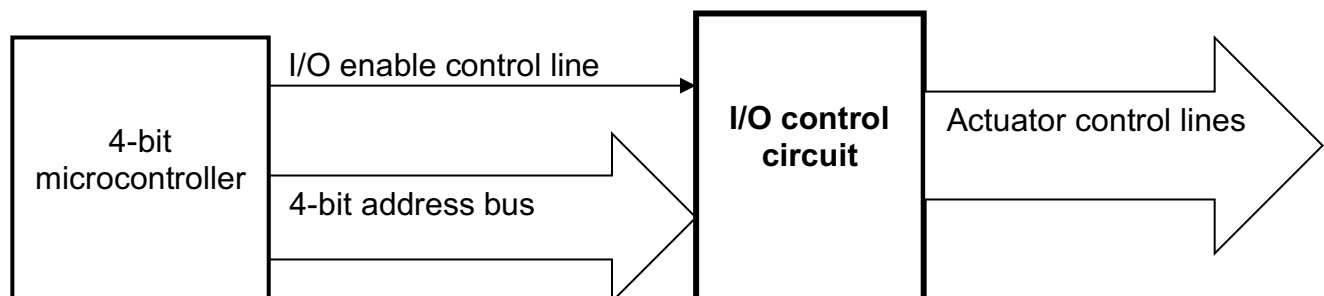 4-bit
microcontroller
I/O enable control line
4-bit address bus
I/O control
circuit
Actuator control lines